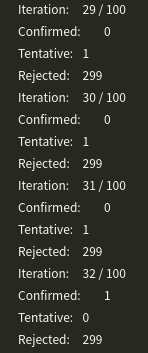 Iteration: 29 / 100
Confirmed: 0
Tentative: 1
Rejected: 299
Iteration: 30 / 100
Confirmed: 0
Tentative: 1
Rejected: 299
Iteration: 31 / 100
Confirmed: 0
Tentative: 1
Rejected: 299
Iteration: 32 / 100
Confirmed: 1
Tentative: 0
Rejected: 299